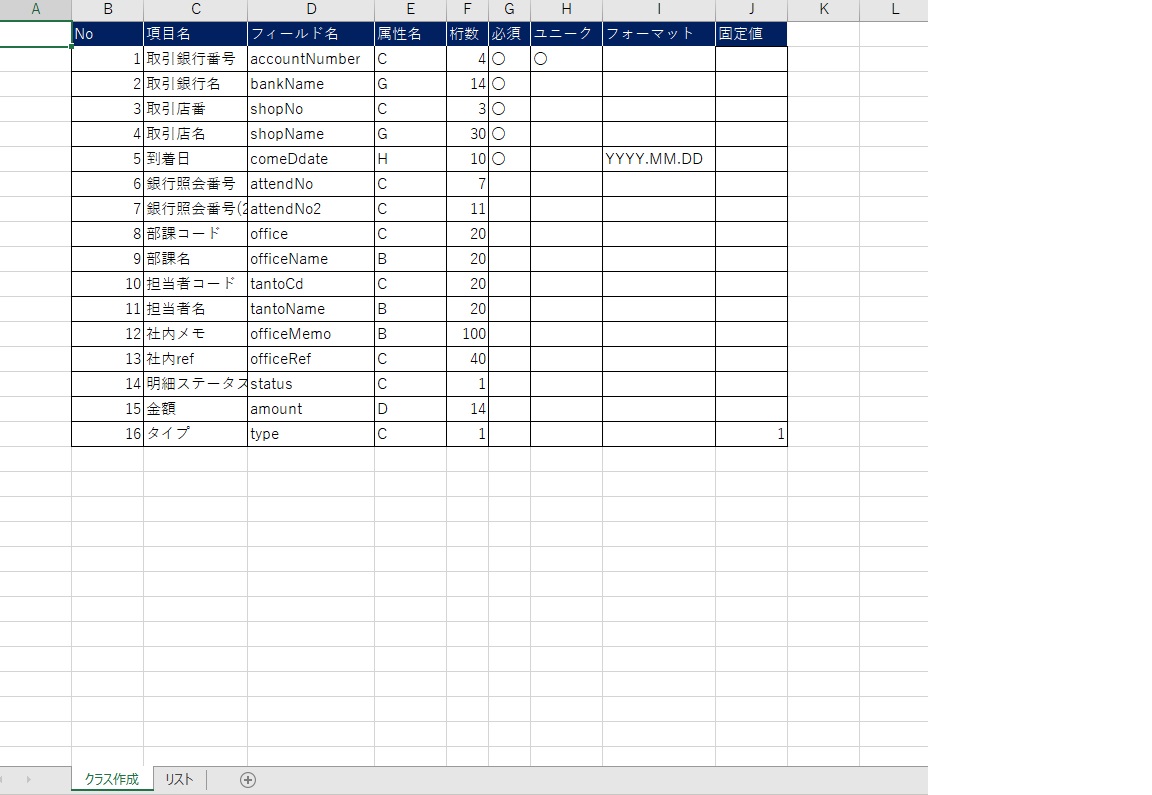 A B C D E F G H I J K L
No 項目名 フィールド名 属性名 桁数 必須 ユニーク フォーマット 固定値
1 取引銀行番号 accountNumber C 4 〇 〇
2 取引銀行名 bankName G 14 〇
3 取引店番 shopNo C 3 〇
4 取引店名 shopName G 30 〇
5 到着日 comeDdate H 10 〇 YYYY.MM.DD
6 銀行照会番号 attendNo C 7
7 銀行照会番号(2 attendNo2 C 11
8 部課コード office C 20
9 部課名 officeName B 20
10 担当者コード tantoCd C 20
11 担当者名 tantoName B 20
12 社内メモ officeMemo B 100
13 社内ref officeRef C 40
14 明細ステータス status C 1
15 金額 amount D 14
16 タイプ type C 1 1
クラス作成 リスト